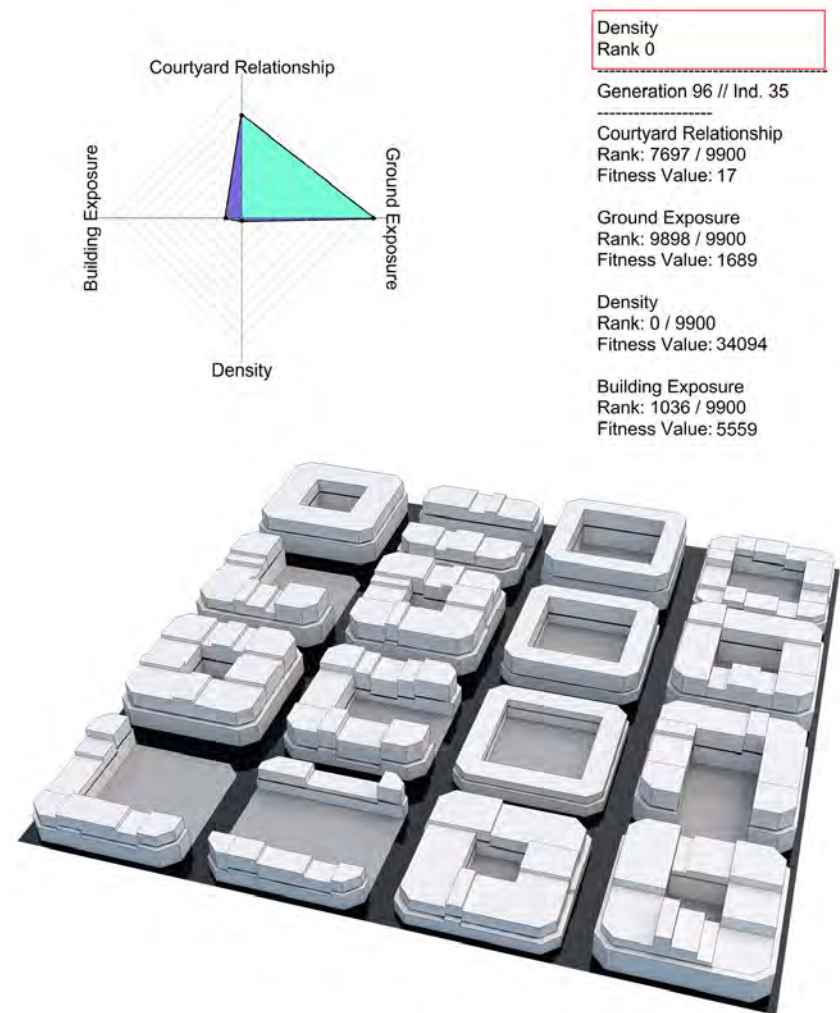 Courtyard Relationship
Building Exposure
Ground Exposure
Density
Density
Rank 0
--------------------------------------
Generation 96 // Ind. 35
-------------------
Courtyard Relationship
Rank: 7697 / 9900
Fitness Value: 17
Ground Exposure
Rank: 9898 / 9900
Fitness Value: 1689
Density
Rank: 0 / 9900
Fitness Value: 34094
Building Exposure
Rank: 1036 / 9900
Fitness Value: 5559